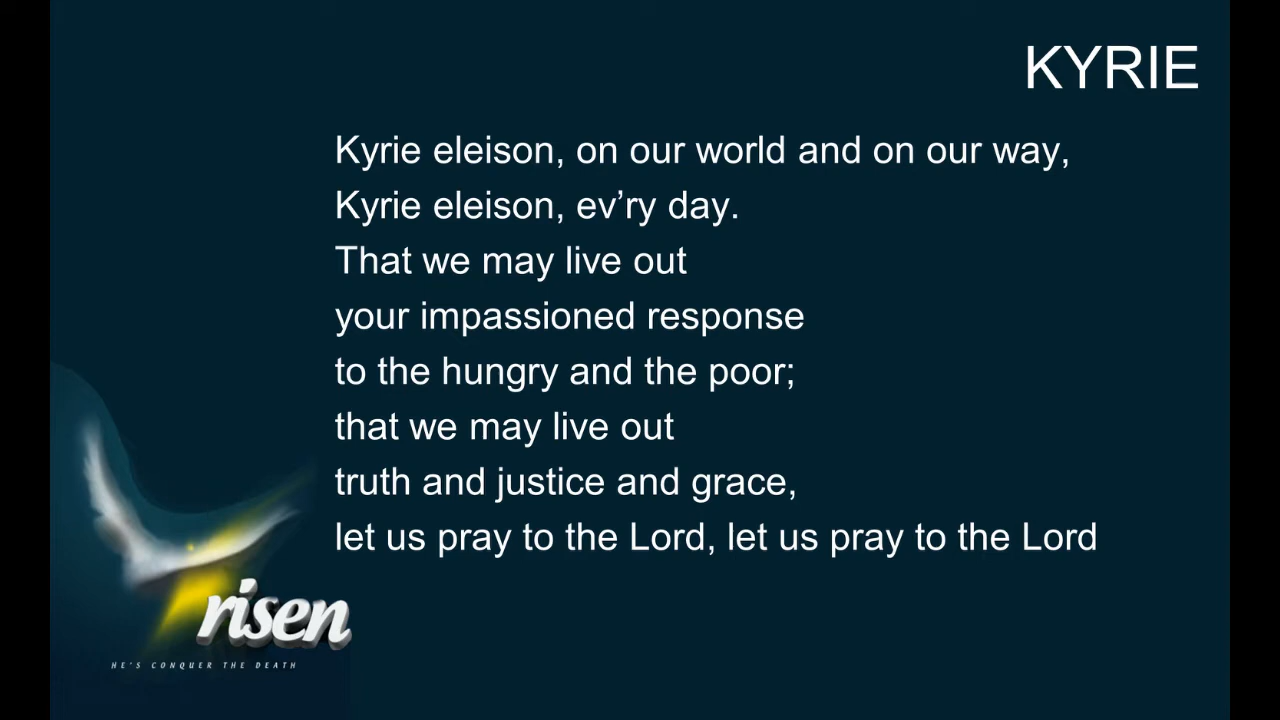 KYRIE
Kyrie eleison, on our world and on our way,
Kyrie eleison, ev’ry day.
That we may live out
your impassioned response
to the hungry and the poor;
that we may live out
truth and justice and grace,
let us pray to the Lord, let us pray to the Lord
risen
HE'S CONQUER THE DEATH